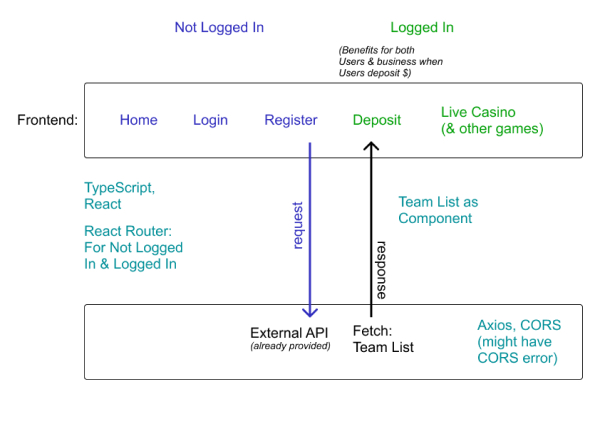 Not Logged In
Logged In
(Benefits for both
Users & business when
Users deposit $)
Frontend:
Home
Login
Register
Deposit
Live Casino
(& other games)
TypeScript,
React
React Router:
For Not Logged
In & Logged In
request
response
Team List as
Component
External API
(already provided)
Fetch:
Team List
Axios, CORS
(might have
CORS error)